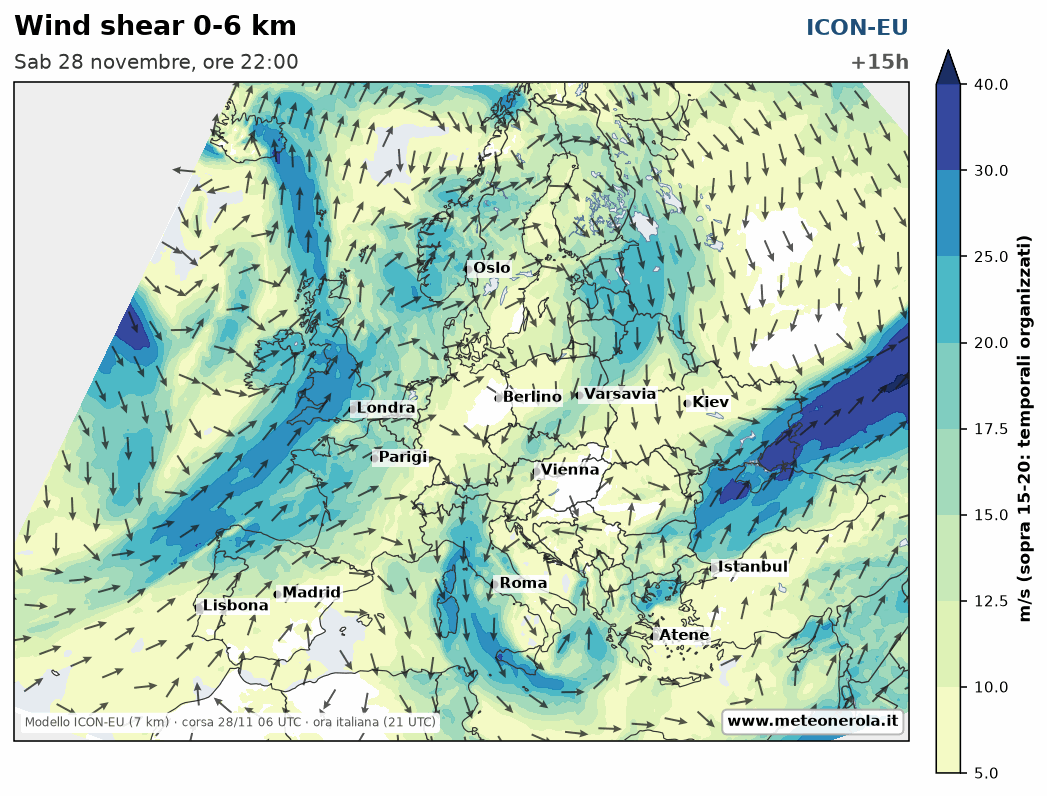 Wind shear 0-6 km
ICON-EU
Sab 28 novembre, ore 22:00
+15h
40.0
30.0
25.0
20.0
17.5
15.0
12.5
10.0
5.0
m/s (sopra 15-20: temporali organizzati)
Oslo
Berlino
Varsavia
Kiev
Londra
Parigi
Vienna
Istanbul
Roma
Madrid
Lisbona
Atene
Modello ICON-EU (7 km) · corsa 28/11 06 UTC · ora italiana (21 UTC)
www.meteonerola.it